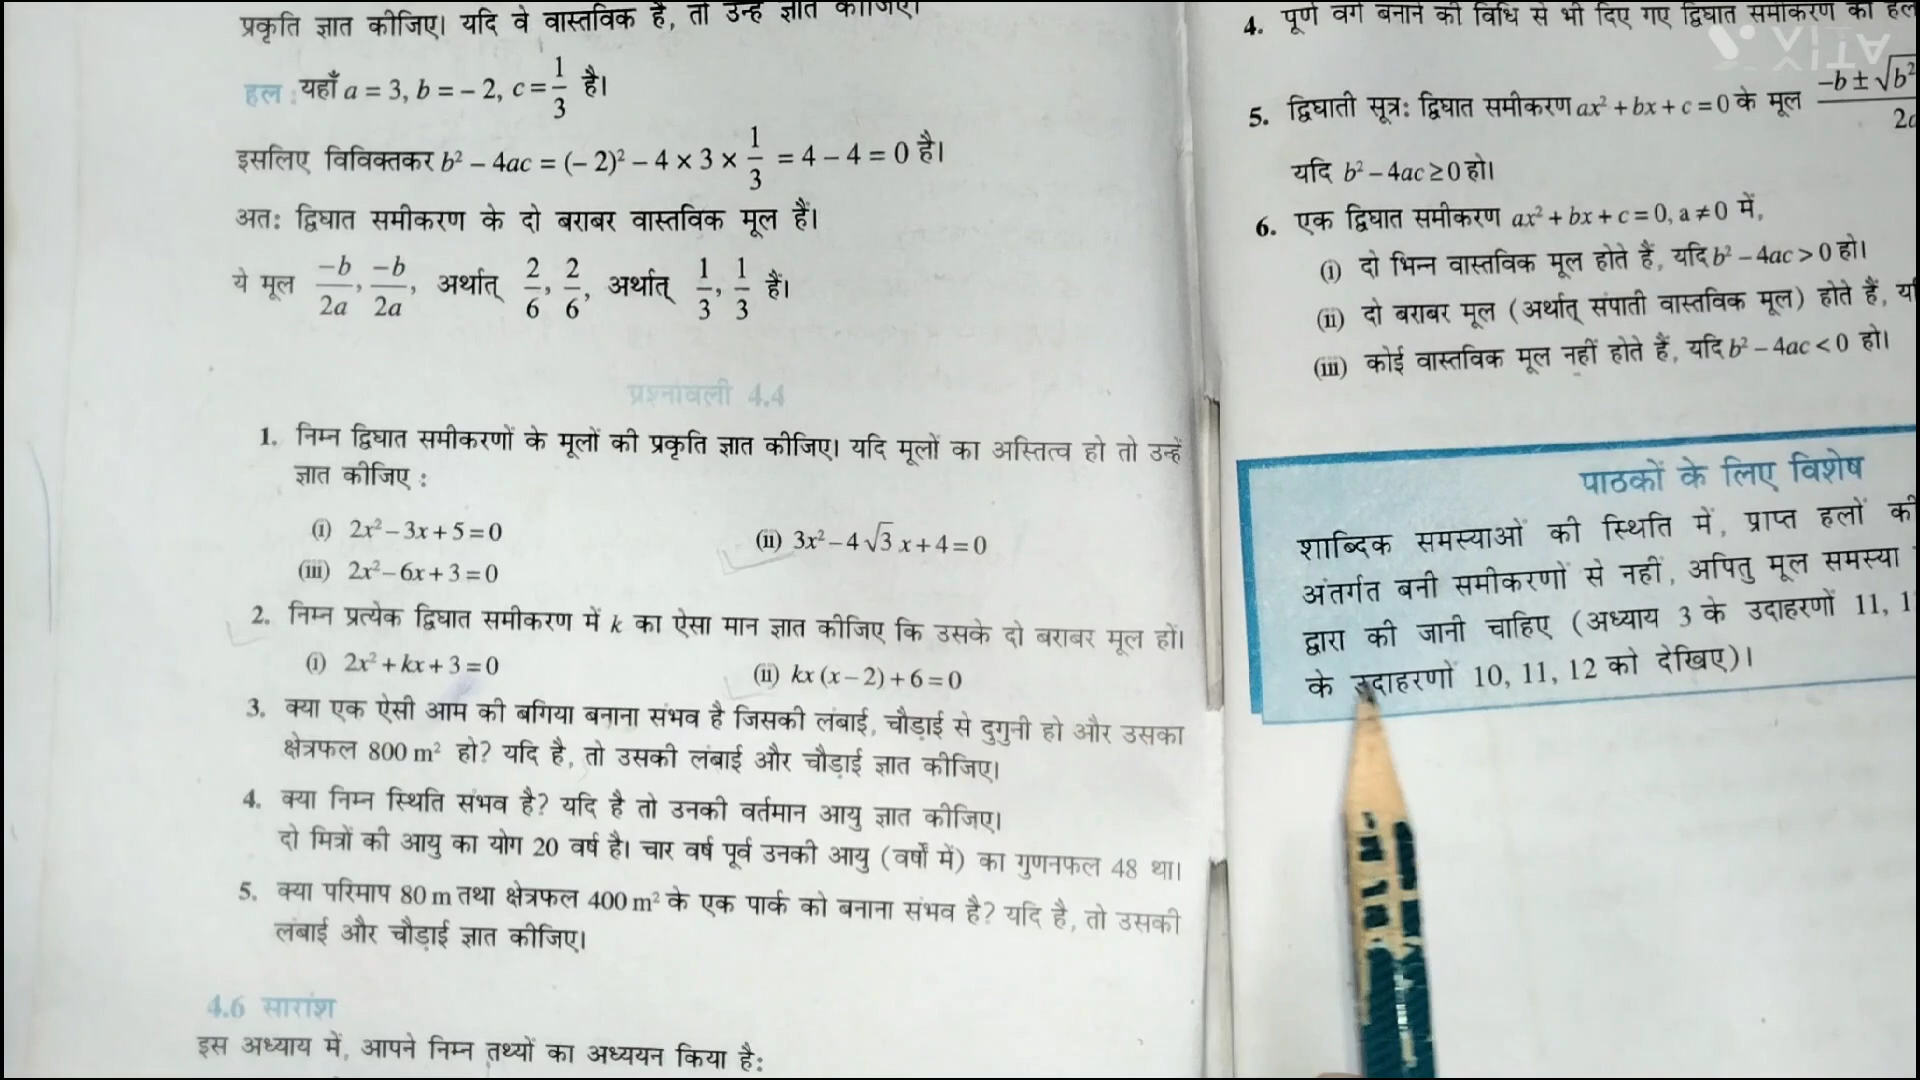 प्रकृति ज्ञात कीजिए। यदि वे वास्तविक है, तो उन्हें ज्ञात कीजिए।
हल : यहाँ a = 3, b = – 2, c = 1/3 है।
इसलिए विविक्तकर b² – 4ac = (– 2)² – 4 × 3 × 1/3 = 4 – 4 = 0 है।
अत: द्विघात समीकरण के दो बराबर वास्तविक मूल हैं।
ये मूल –b/2a, –b/2a, अर्थात् 2/6, 2/6, अर्थात् 1/3, 1/3 हैं।
प्रश्नावली 4.4
1. निम्न द्विघात समीकरणों के मूलों की प्रकृति ज्ञात कीजिए। यदि मूलों का अस्तित्व हो तो उन्हें
ज्ञात कीजिए :
(i) 2x² – 3x + 5 = 0 (ii) 3x² – 4√3 x + 4 = 0
(iii) 2x² – 6x + 3 = 0
2. निम्न प्रत्येक द्विघात समीकरण में k का ऐसा मान ज्ञात कीजिए कि उसके दो बराबर मूल हों।
(i) 2x² + kx + 3 = 0 (ii) kx (x – 2) + 6 = 0
3. क्या एक ऐसी आम की बगिया बनाना संभव है जिसकी लंबाई, चौड़ाई से दुगुनी हो और उसका
क्षेत्रफल 800 m² हो? यदि है, तो उसकी लंबाई और चौड़ाई ज्ञात कीजिए।
4. क्या निम्न स्थिति संभव है? यदि है तो उनकी वर्तमान आयु ज्ञात कीजिए।
दो मित्रों की आयु का योग 20 वर्ष है। चार वर्ष पूर्व उनकी आयु (वर्षों में) का गुणनफल 48 था।
5. क्या परिमाप 80 m तथा क्षेत्रफल 400 m² के एक पार्क को बनाना संभव है? यदि है, तो उसकी
लंबाई और चौड़ाई ज्ञात कीजिए।
4.6 सारांश
इस अध्याय में, आपने निम्न तथ्यों का अध्ययन किया है:
4. पूर्ण वर्ग बनाने की विधि से भी दिए गए द्विघात समीकरण का हल
5. द्विघाती सूत्र: द्विघात समीकरण ax² + bx + c = 0 के मूल –b ± √b²
यदि b² – 4ac ≥ 0 हो।
6. एक द्विघात समीकरण ax² + bx + c = 0, a ≠ 0 में,
(i) दो भिन्न वास्तविक मूल होते हैं, यदि b² – 4ac > 0 हो।
(ii) दो बराबर मूल (अर्थात् संपाती वास्तविक मूल) होते हैं,
(iii) कोई वास्तविक मूल नहीं होते हैं, यदि b² – 4ac < 0 हो।
पाठकों के लिए विशेष
शाब्दिक समस्याओं की स्थिति में, प्राप्त हलों की
अंतर्गत बनी समीकरणों से नहीं, अपितु मूल समस्या
द्वारा की जानी चाहिए (अध्याय 3 के उदाहरणों 11, 1
के उदाहरणों 10, 11, 12 को देखिए)।